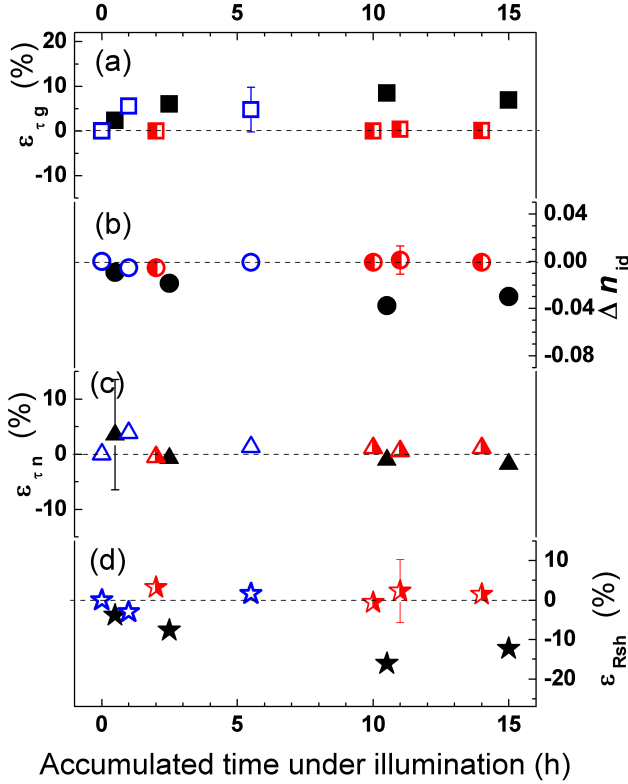 0 5 10 15
(a)
20
10
0
-10
ε τ g (%)
(b)
0.04
0.00
-0.04
-0.08
Δ n id
(c)
10
0
-10
ε τ n (%)
(d)
10
0
-10
-20
ε Rsh (%)
0 5 10 15
Accumulated time under illumination (h)